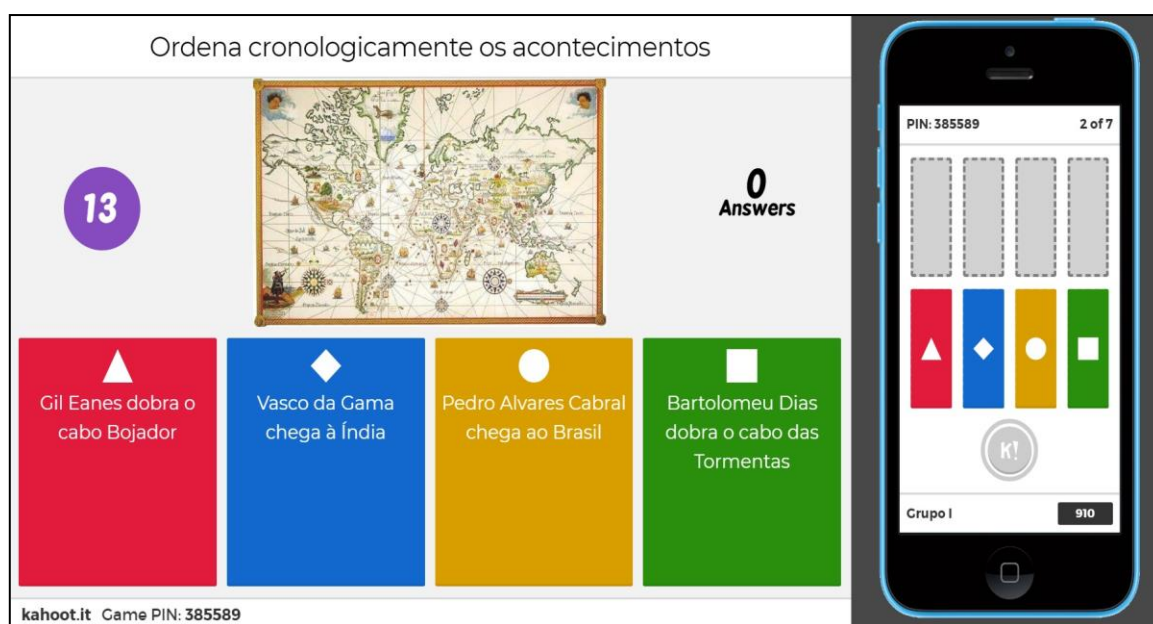 Ordena cronologicamente os acontecimentos
13
0
Answers
Gil Eanes dobra o
cabo Bojador
Vasco da Gama
chega à Índia
Pedro Alvares Cabral
chega ao Brasil
Bartolomeu Dias
dobra o cabo das
Tormentas
kahoot.it Game PIN: 385589
PIN: 385589 2 of 7
K!
Grupo I 910